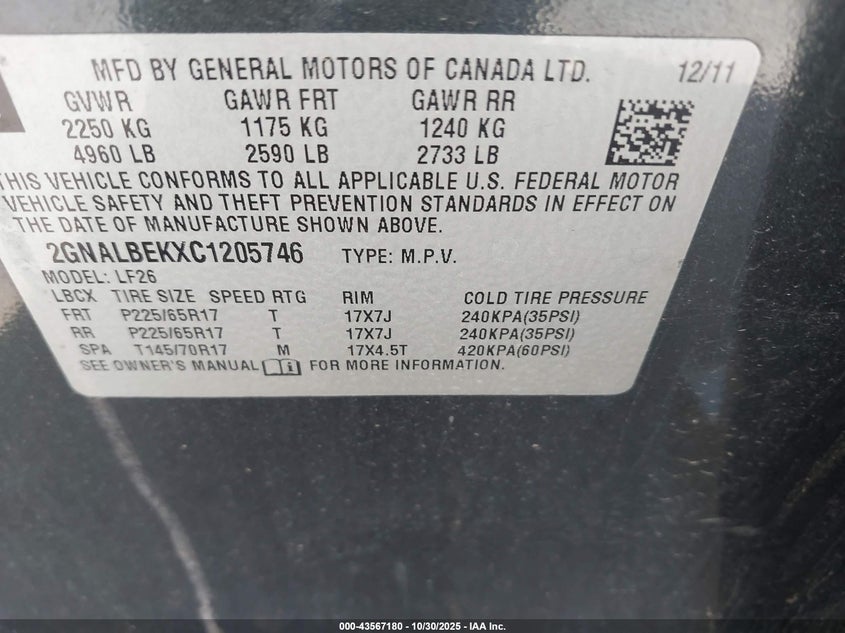 MFD BY GENERAL MOTORS OF CANADA LTD. 12/11
GVWR GAWR FRT GAWR RR
2250 KG 1175 KG 1240 KG
4960 LB 2590 LB 2733 LB
THIS VEHICLE CONFORMS TO ALL APPLICABLE U.S. FEDERAL MOTOR
VEHICLE SAFETY AND THEFT PREVENTION STANDARDS IN EFFECT ON
THE DATE OF MANUFACTURE SHOWN ABOVE.
2GNALBEKXC1205746 TYPE: M.P.V.
MODEL: LF26
LBCX TIRE SIZE SPEED RTG RIM COLD TIRE PRESSURE
FRT P225/65R17 T 17X7J 240KPA(35PSI)
RR P225/65R17 T 17X7J 240KPA(35PSI)
SPA T145/70R17 M 17X4.5T 420KPA(60PSI)
SEE OWNER'S MANUAL FOR MORE INFORMATION.
000-43567180 - 10/30/2025 - IAA Inc.